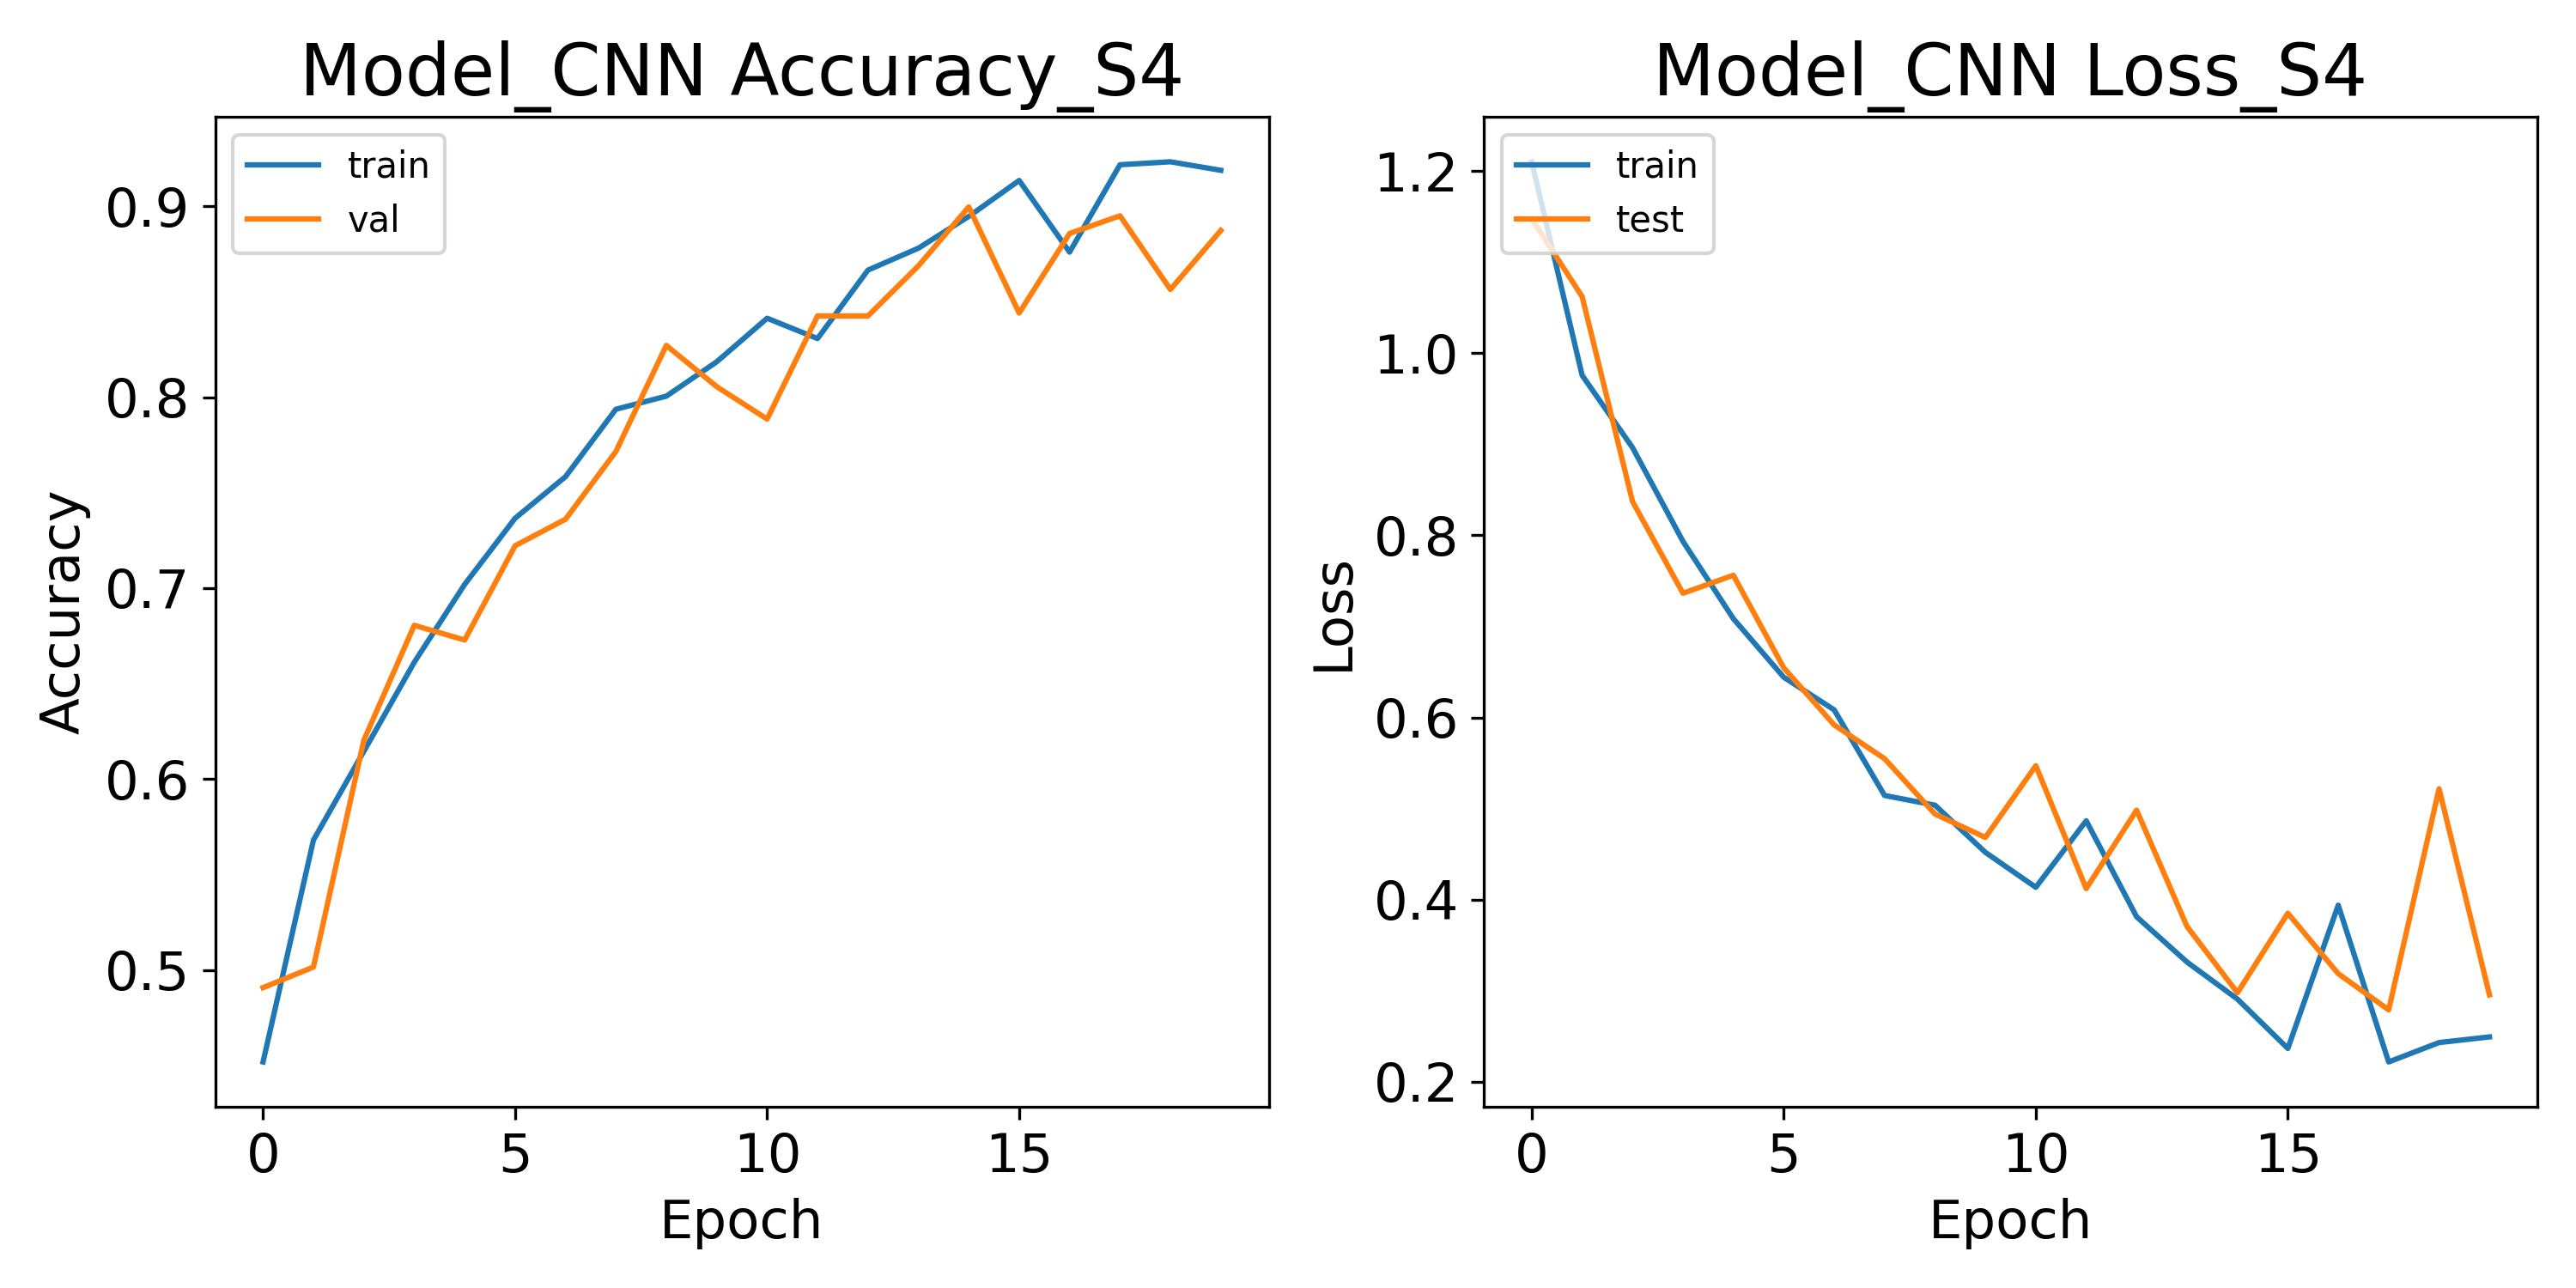 Model_CNN Accuracy_S4
train
val
0.9
0.8
0.7
0.6
0.5
Accuracy
0 5 10 15
Epoch
Model_CNN Loss_S4
train
test
1.2
1.0
0.8
0.6
0.4
0.2
Loss
0 5 10 15
Epoch